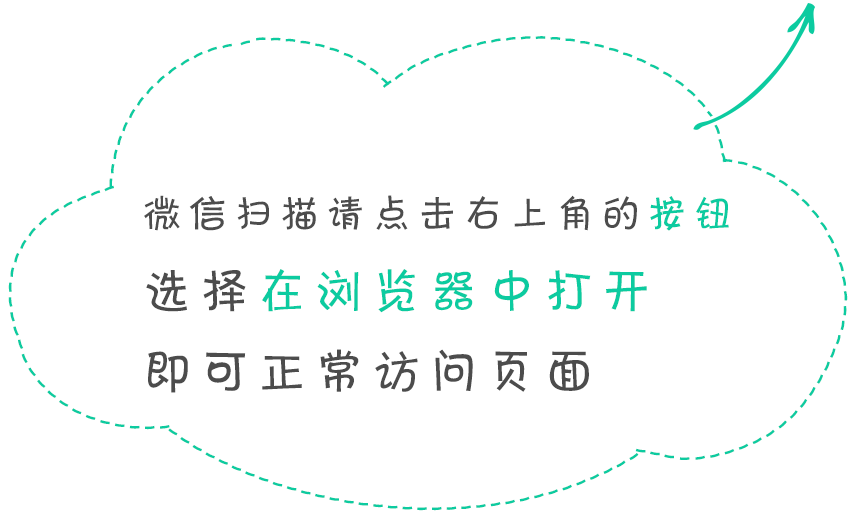 微信扫描请点击右上角的按钮
选择在浏览器中打开
即可正常访问页面